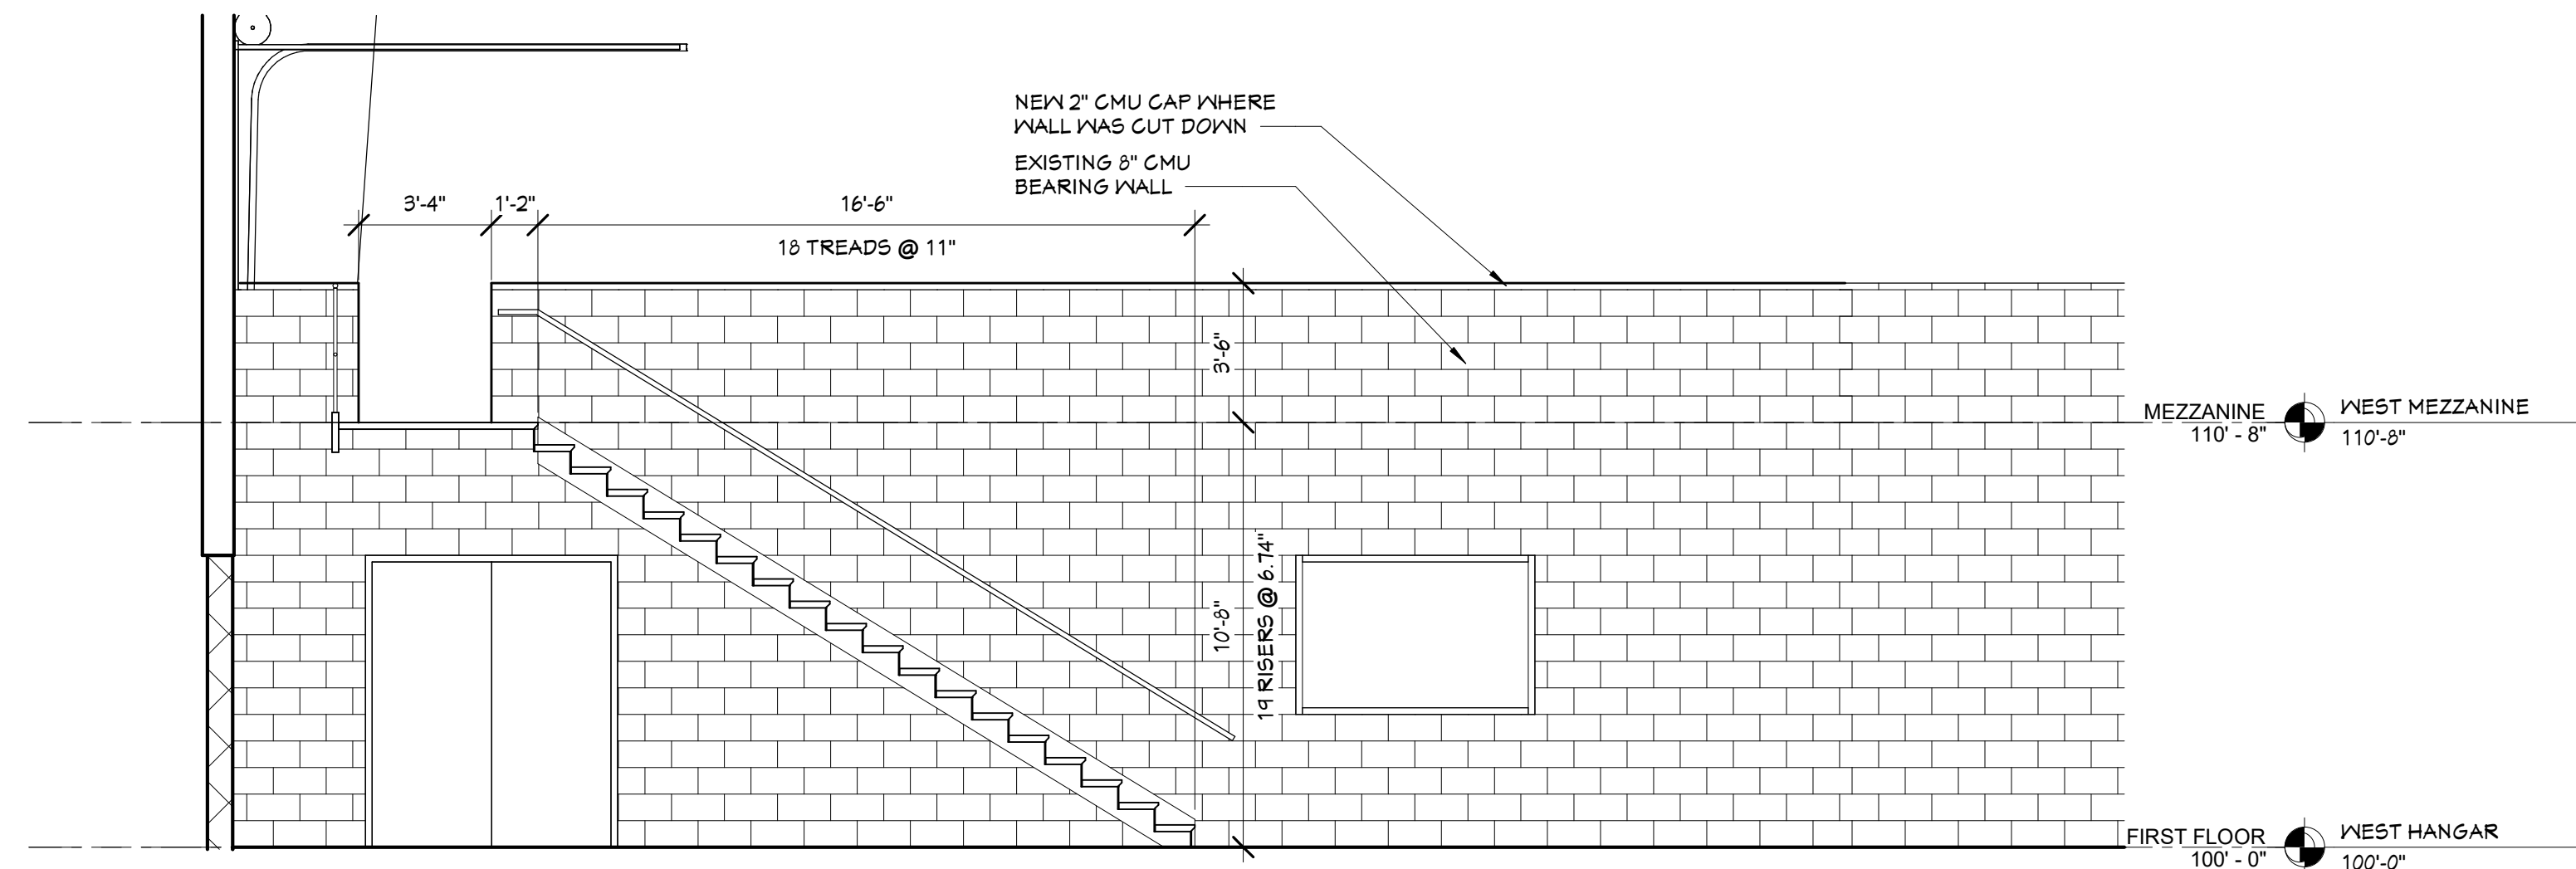 NEW 2" CMU CAP WHERE
WALL WAS CUT DOWN
EXISTING 8" CMU
BEARING WALL
3'-4"
1'-2"
16'-6"
18 TREADS @ 11"
3'-6"
10'-8"
19 RISERS @ 6.74"
MEZZANINE
110' - 8"
WEST MEZZANINE
110'-8"
FIRST FLOOR
100' - 0"
WEST HANGAR
100'-0"